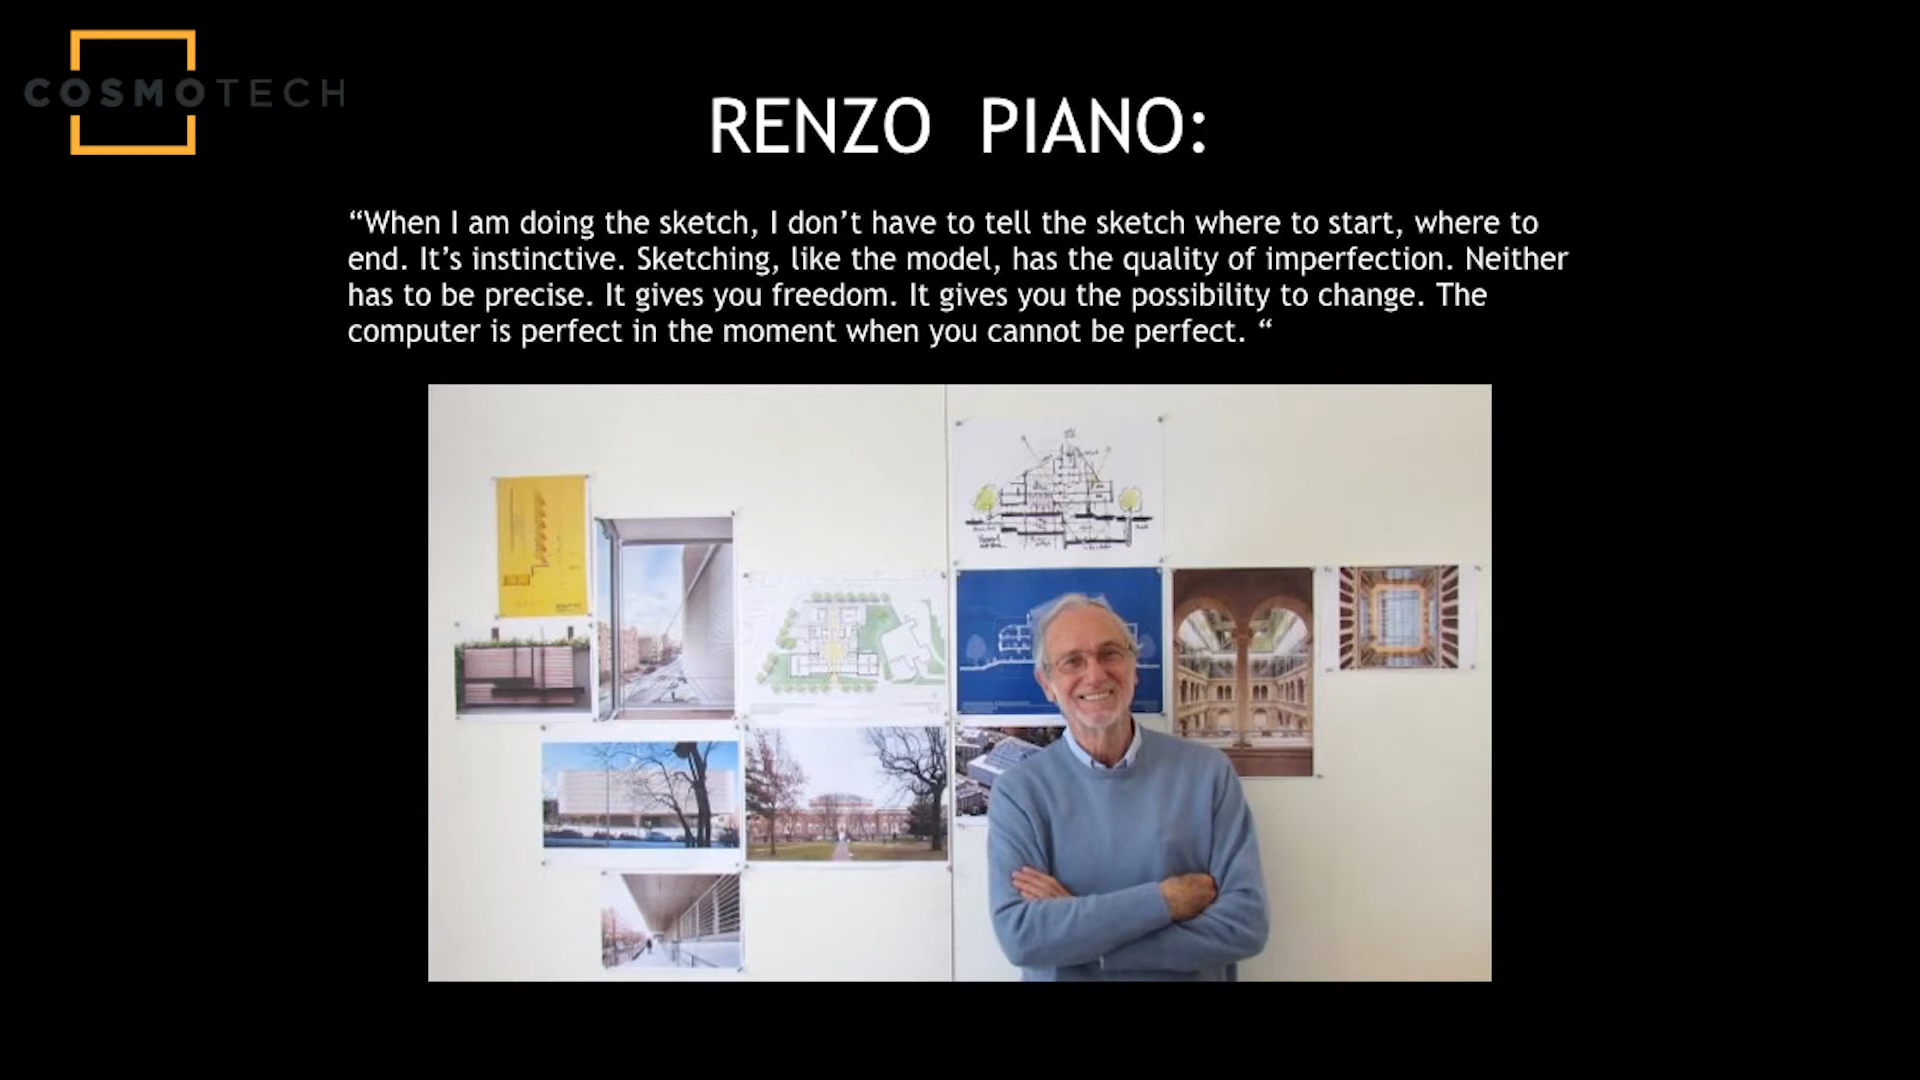 COSMOTECH
RENZO PIANO:
“When I am doing the sketch, I don’t have to tell the sketch where to start, where to
end. It’s instinctive. Sketching, like the model, has the quality of imperfection. Neither
has to be precise. It gives you freedom. It gives you the possibility to change. The
computer is perfect in the moment when you cannot be perfect. “